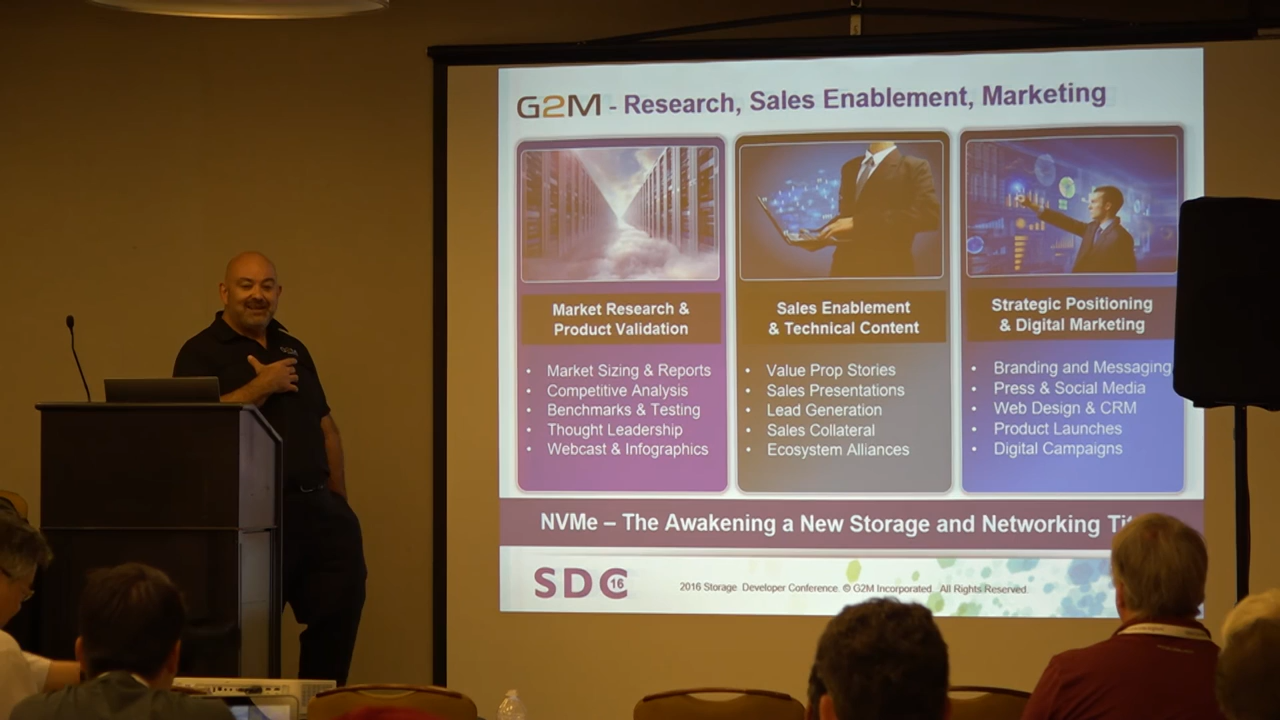 G2M - Research, Sales Enablement, Marketing
Market Research &
Product Validation
• Market Sizing & Reports
• Competitive Analysis
• Benchmarks & Testing
• Thought Leadership
• Webcast & Infographics
Sales Enablement
& Technical Content
• Value Prop Stories
• Sales Presentations
• Lead Generation
• Sales Collateral
• Ecosystem Alliances
Strategic Positioning
& Digital Marketing
• Branding and Messaging
• Press & Social Media
• Web Design & CRM
• Product Launches
• Digital Campaigns
NVMe – The Awakening a New Storage and Networking
SDC 16
2016 Storage Developer Conference. © G2M Incorporated. All Rights Reserved.
G2M